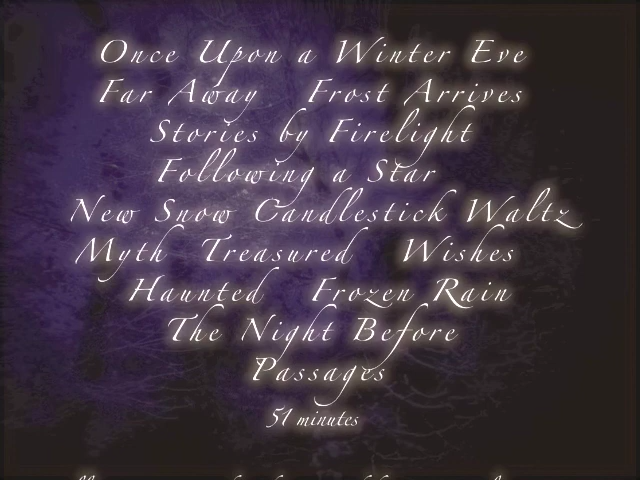 Once Upon a Winter Eve
Far Away Frost Arrives
Stories by Firelight
Following a Star
New Snow Candlestick Waltz
Myth Treasured Wishes
Haunted Frozen Rain
The Night Before
Passages
51 minutes